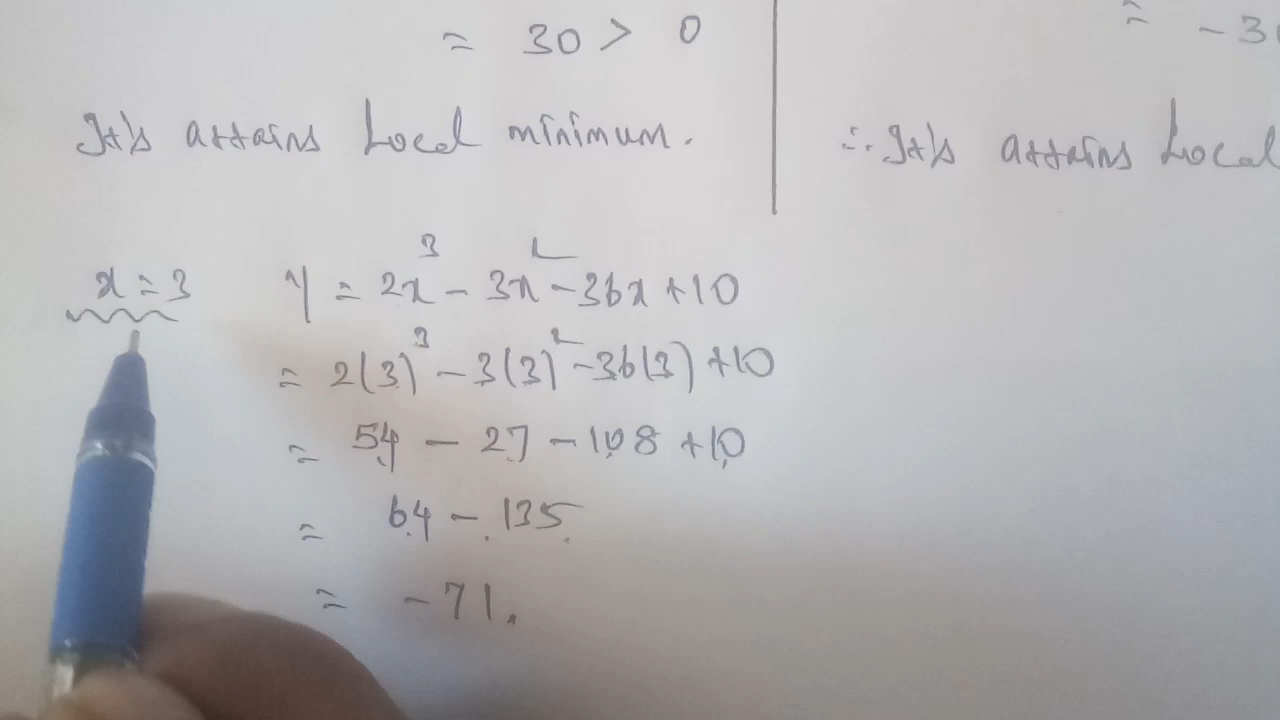 = 30 > 0
It's attains Local minimum.
x = 3 y = 2x³ - 3x² - 36x + 10
= 2(3)³ - 3(3)² - 36(3) + 10
= 54 - 27 - 108 + 10
= 64 - 135
= -71.
= -3
∴ It's attains Local